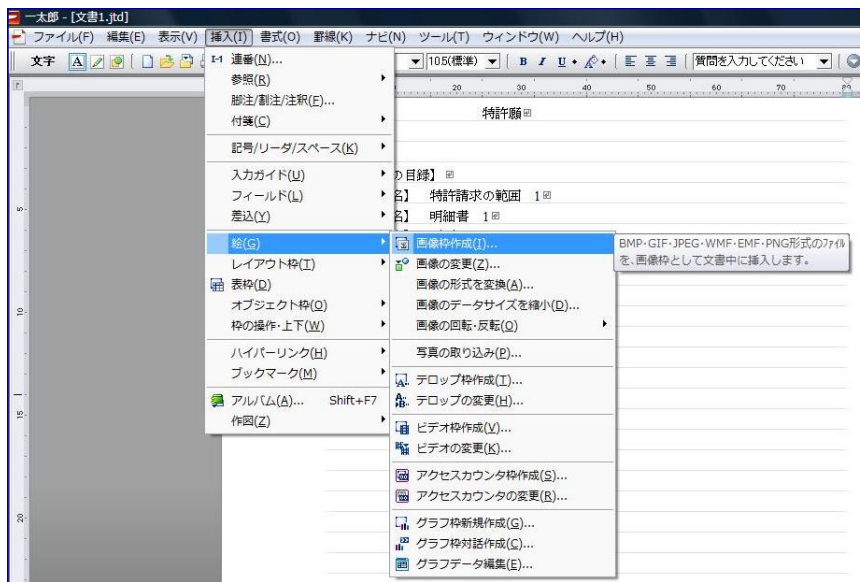 一太郎 - [文書1.jtd]
ファイル(F) 編集(E) 表示(V) 挿入(I) 書式(O) 罫線(K) ナビ(N) ツール(T) ウィンドウ(W) ヘルプ(H)
文字 A 10.5(標準) B I U 質問を入力してください
20 30 40 50 60 70 80
連番(N)...
参照(R)
脚注/割注/注釈(F)...
付箋(C)
記号/リーダ/スペース(K)
入力ガイド(U)
フィールド(L)
差込(Y)
絵(G)
レイアウト枠(T)
表枠(D)
オブジェクト枠(O)
枠の操作・上下(W)
ハイパーリンク(H)
ブックマーク(M)
アルバム(A)... Shift+F7
作図(Z)
特許願
の目録】
名】 特許請求の範囲 1
名】 明細書 1
画像枠作成(I)...
画像の変更(Z)...
画像の形式を変換(A)...
画像のデータサイズを縮小(D)...
画像の回転・反転(O)
写真の取り込み(P)...
テロップ枠作成(T)...
テロップの変更(H)...
ビデオ枠作成(V)...
ビデオの変更(K)...
アクセスカウンタ枠作成(S)...
アクセスカウンタの変更(R)...
グラフ枠新規作成(G)...
グラフ枠対話作成(C)...
グラフデータ編集(E)...
BMP・GIF・JPEG・WMF・EMF・PNG形式のファイル
を、画像枠として文書中に挿入します。
5
10
15
20